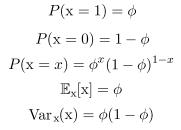 P(x = 1) = ϕ
P(x = 0) = 1 − ϕ
P(x = x) = ϕ^x (1 − ϕ)^{1−x}
𝔼_x[x] = ϕ
Var_x(x) = ϕ(1 − ϕ)